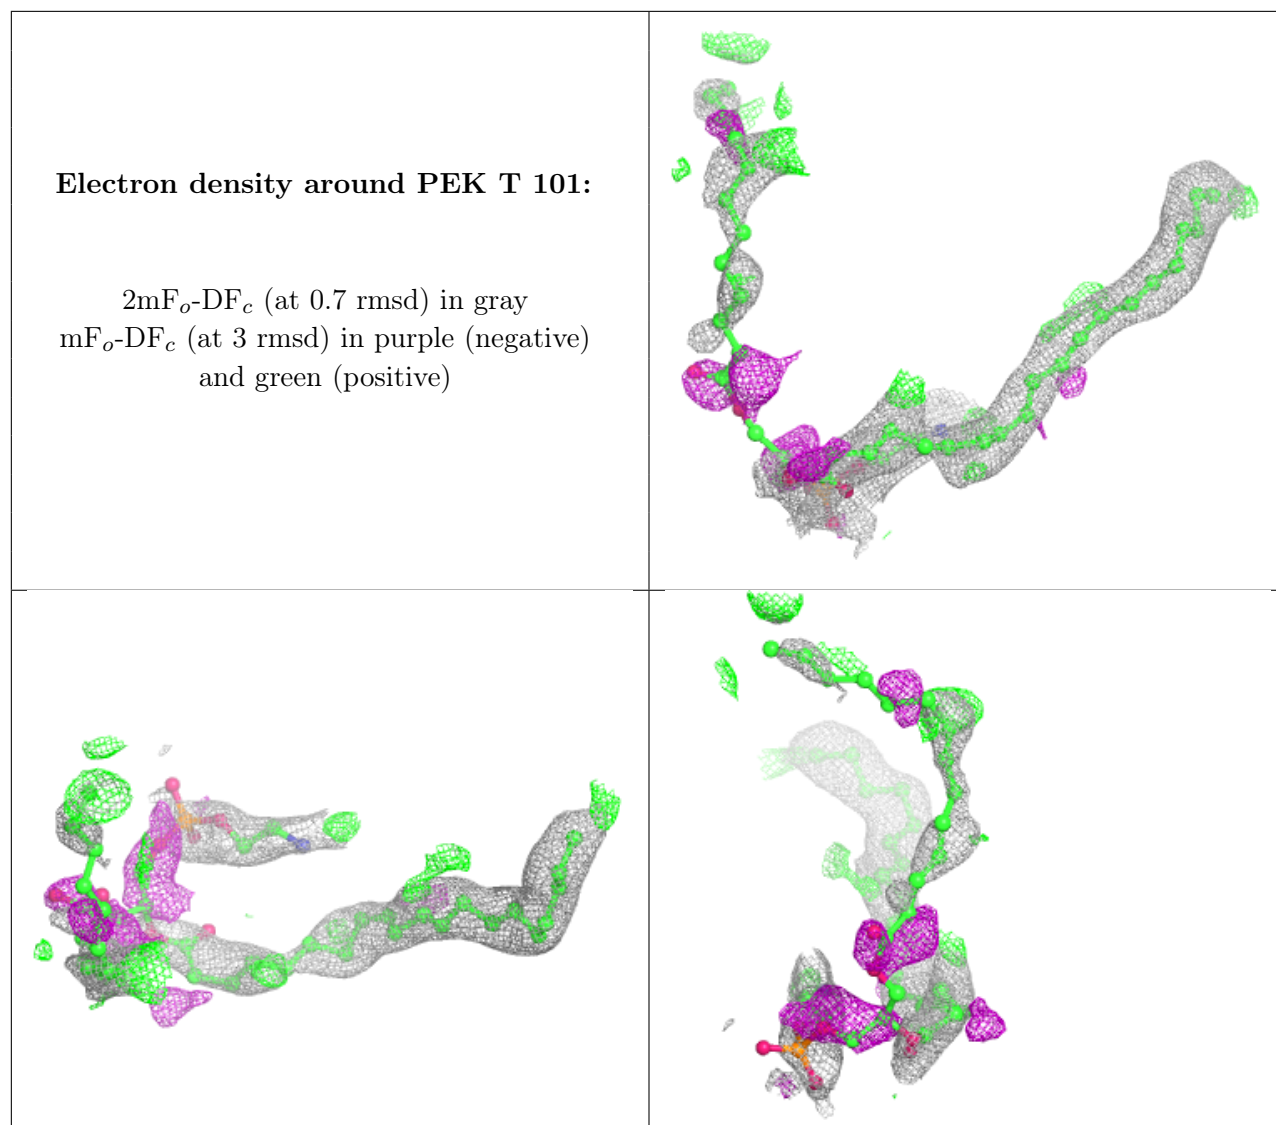 Electron density around PEK T 101:
2mFo-DFc (at 0.7 rmsd) in gray
mFo-DFc (at 3 rmsd) in purple (negative)
and green (positive)